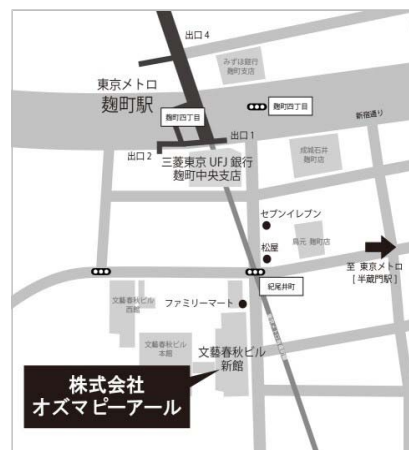 出口4
みずほ銀行
麹町支店
東京メトロ
麹町駅
麹町四丁目
麹町四丁目
新宿通り
出口1
出口2
成城石井
麹町店
三菱東京UFJ銀行
麹町中央支店
セブンイレブン
松屋
麹町店
至 東京メトロ
[半蔵門駅]
紀尾井町
ファミリーマート
文藝春秋ビル
西館
文藝春秋ビル
本館
文藝春秋ビル
新館
株式会社
オズマピーアール